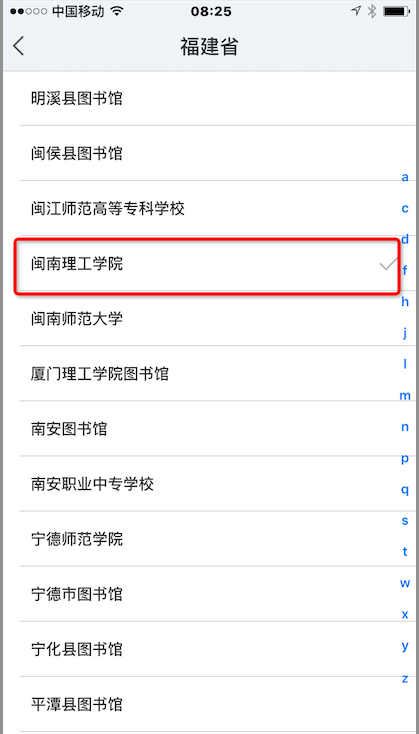 中国移动 08:25
福建省
明溪县图书馆
闽侯县图书馆
闽江师范高等专科学校
闽南理工学院
闽南师范大学
厦门理工学院图书馆
南安图书馆
南安职业中专学校
宁德师范学院
宁德市图书馆
宁化县图书馆
平潭县图书馆
a
c
d
f
h
j
l
m
n
p
q
s
t
w
x
y
z